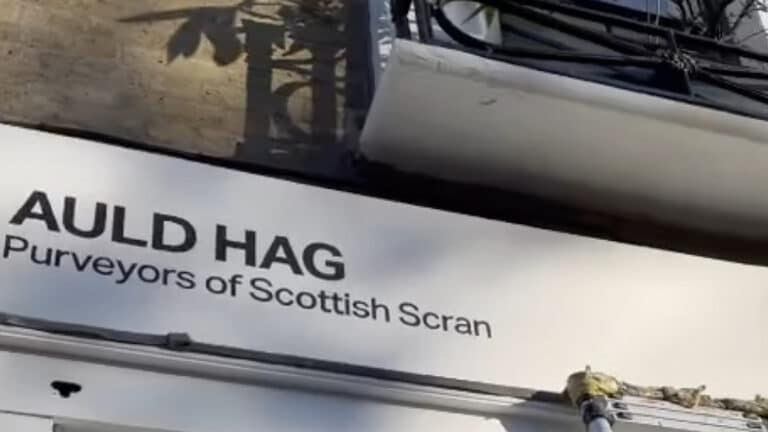 AULD HAG
Purveyors of Scottish Scran